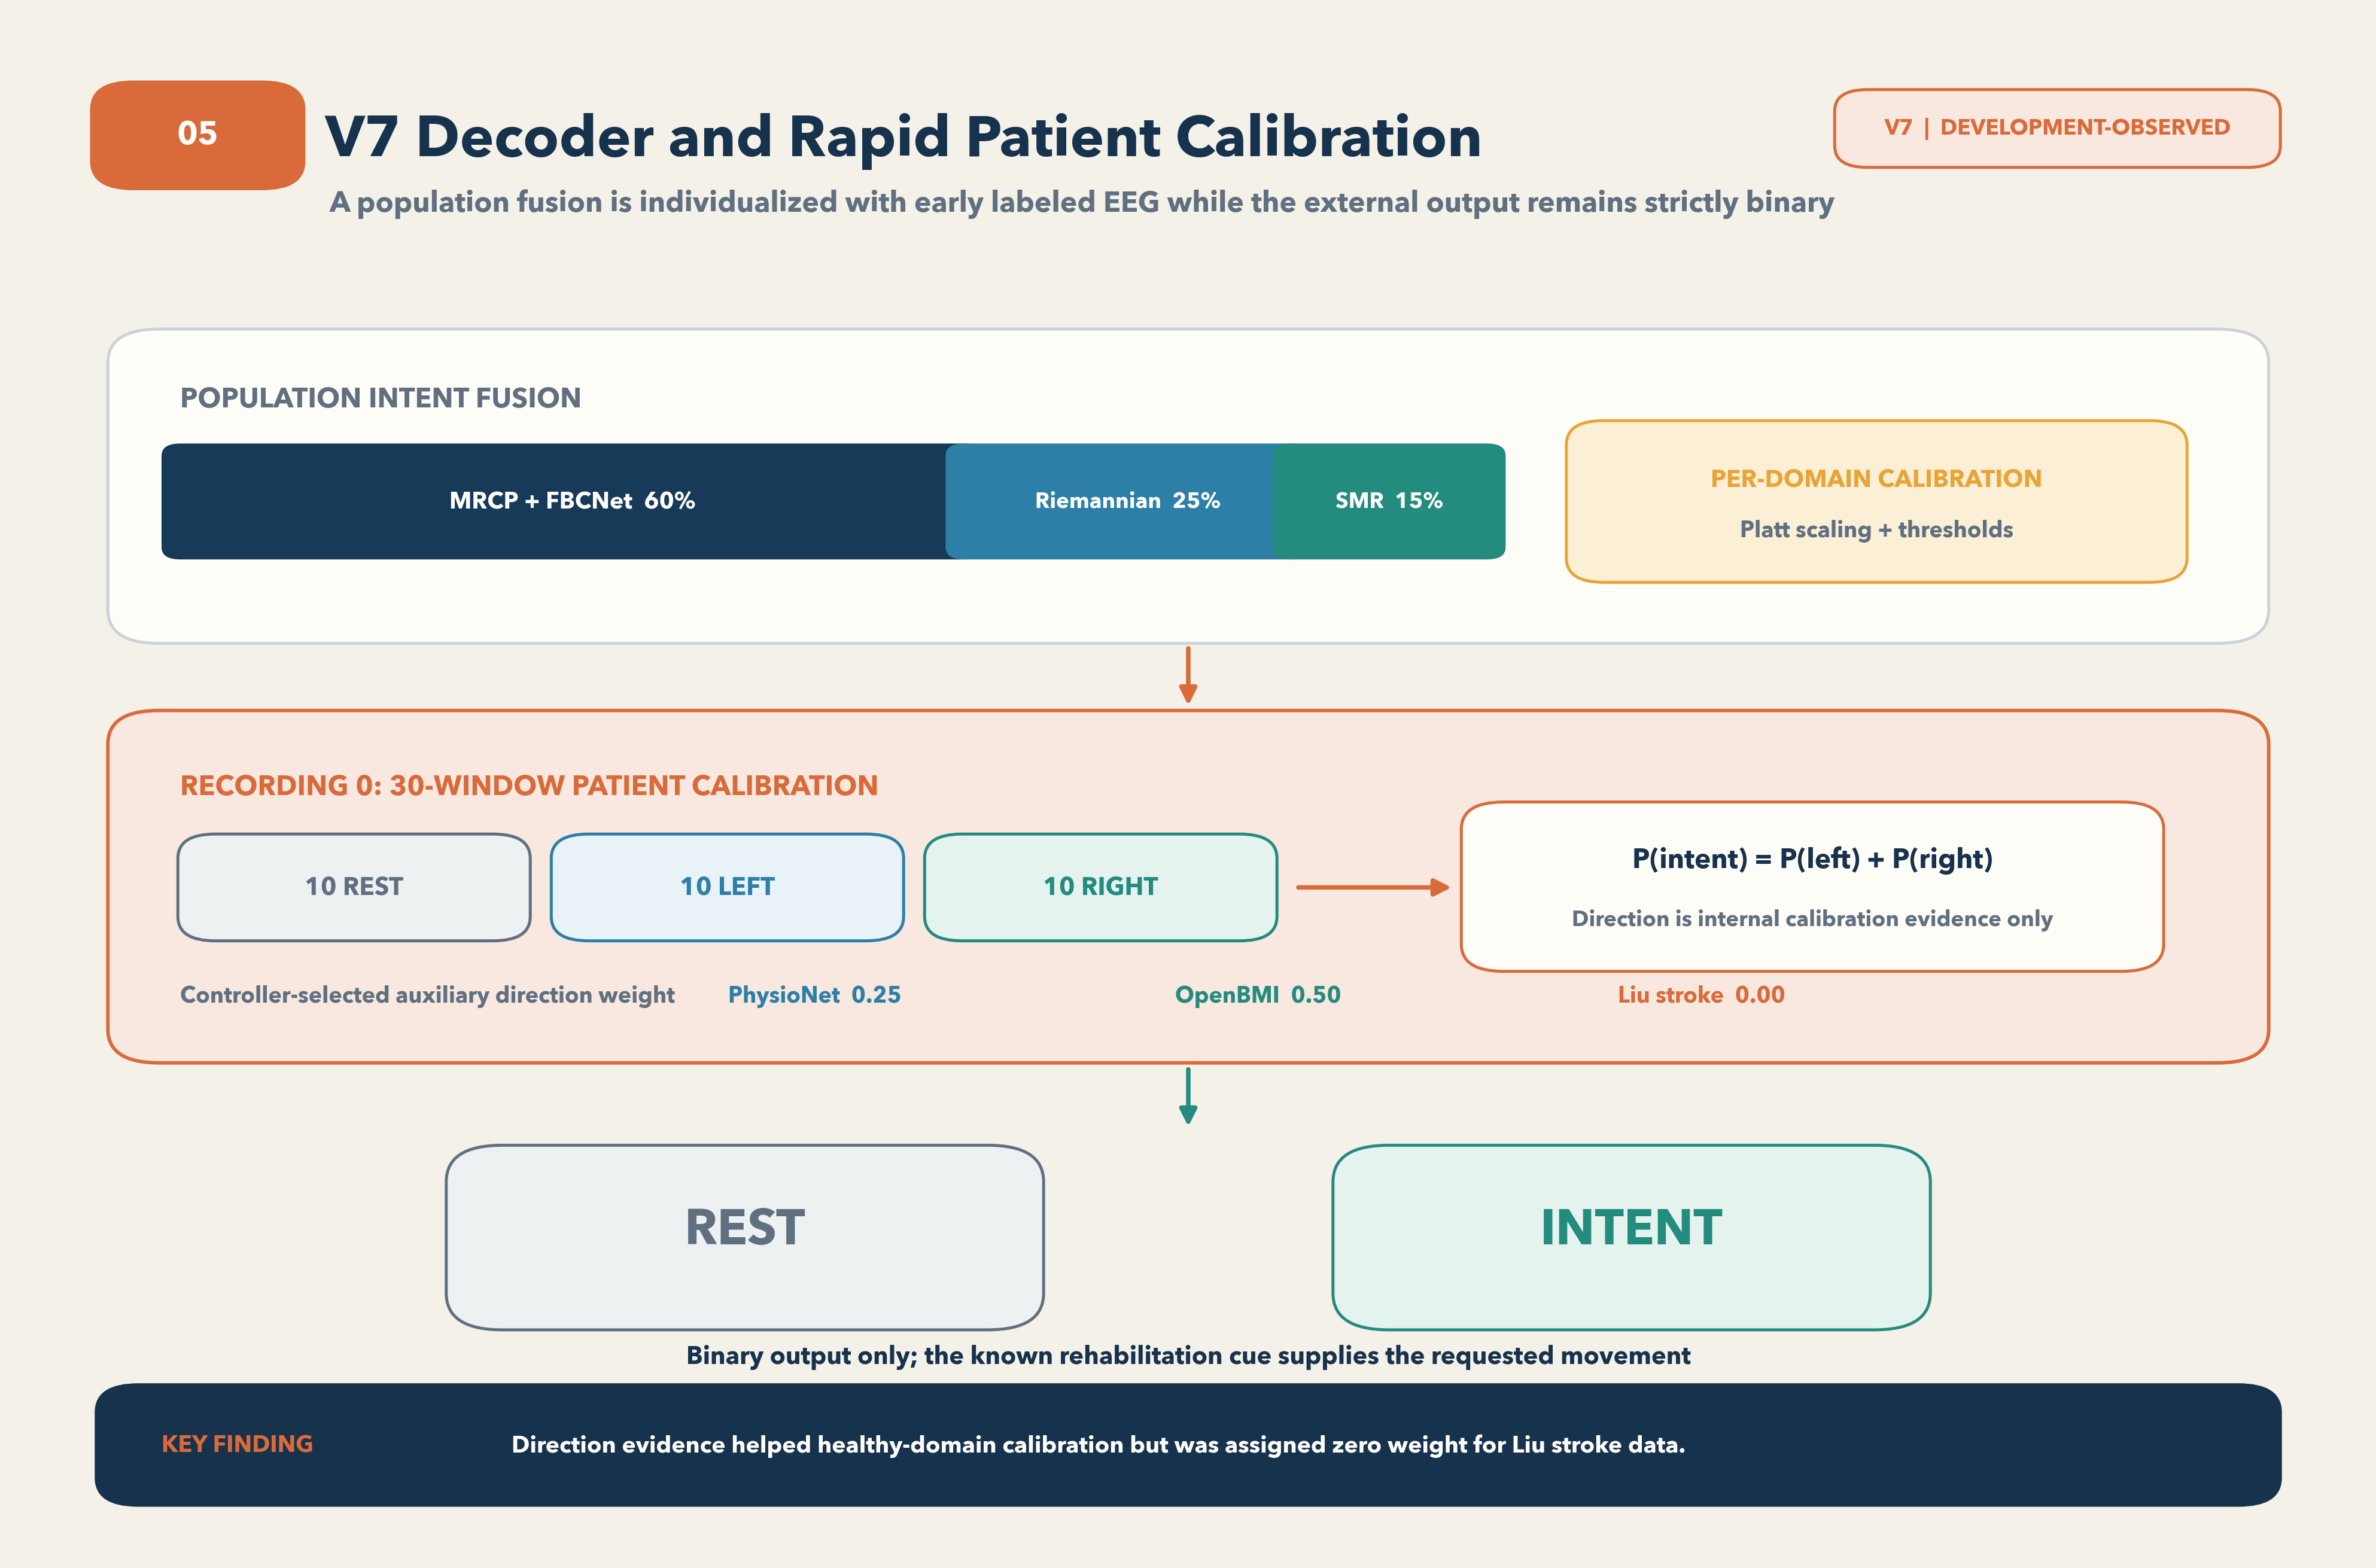 05
V7 Decoder and Rapid Patient Calibration
V7 | DEVELOPMENT-OBSERVED
A population fusion is individualized with early labeled EEG while the external output remains strictly binary
POPULATION INTENT FUSION
MRCP + FBCNet 60%
Riemannian 25%
SMR 15%
PER-DOMAIN CALIBRATION
Platt scaling + thresholds
RECORDING 0: 30-WINDOW PATIENT CALIBRATION
10 REST
10 LEFT
10 RIGHT
P(intent) = P(left) + P(right)
Direction is internal calibration evidence only
Controller-selected auxiliary direction weight
PhysioNet 0.25
OpenBMI 0.50
Liu stroke 0.00
REST
INTENT
Binary output only; the known rehabilitation cue supplies the requested movement
KEY FINDING
Direction evidence helped healthy-domain calibration but was assigned zero weight for Liu stroke data.